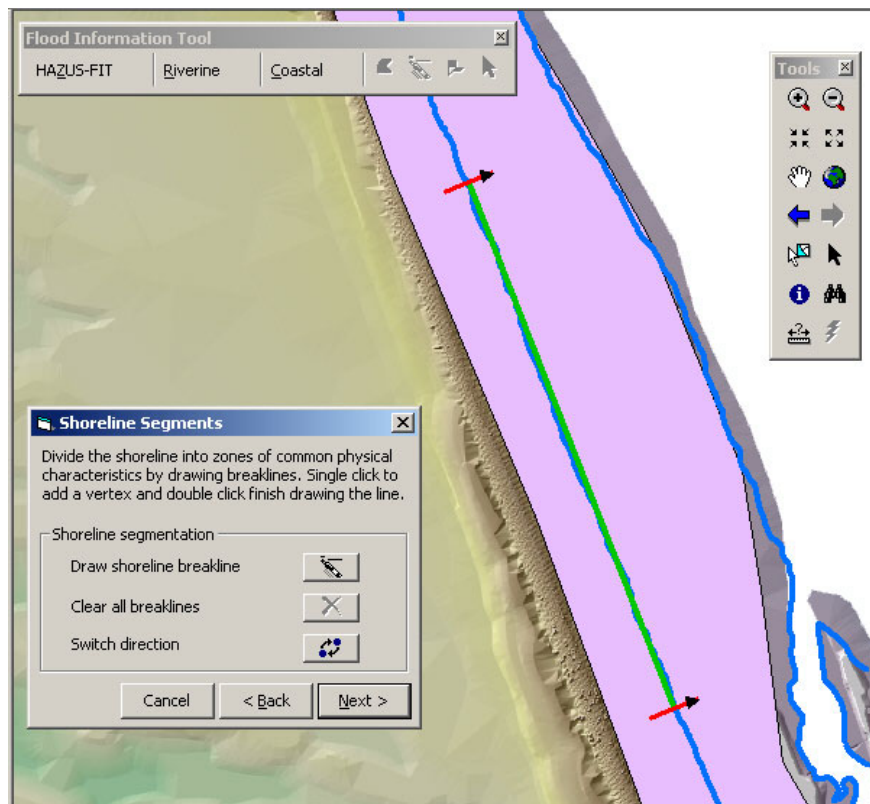 Flood Information Tool
HAZUS-FIT Riverine Coastal
Tools
Shoreline Segments
Divide the shoreline into zones of common physical
characteristics by drawing breaklines. Single click to
add a vertex and double click finish drawing the line.
Shoreline segmentation
Draw shoreline breakline
Clear all breaklines
Switch direction
Cancel < Back Next >